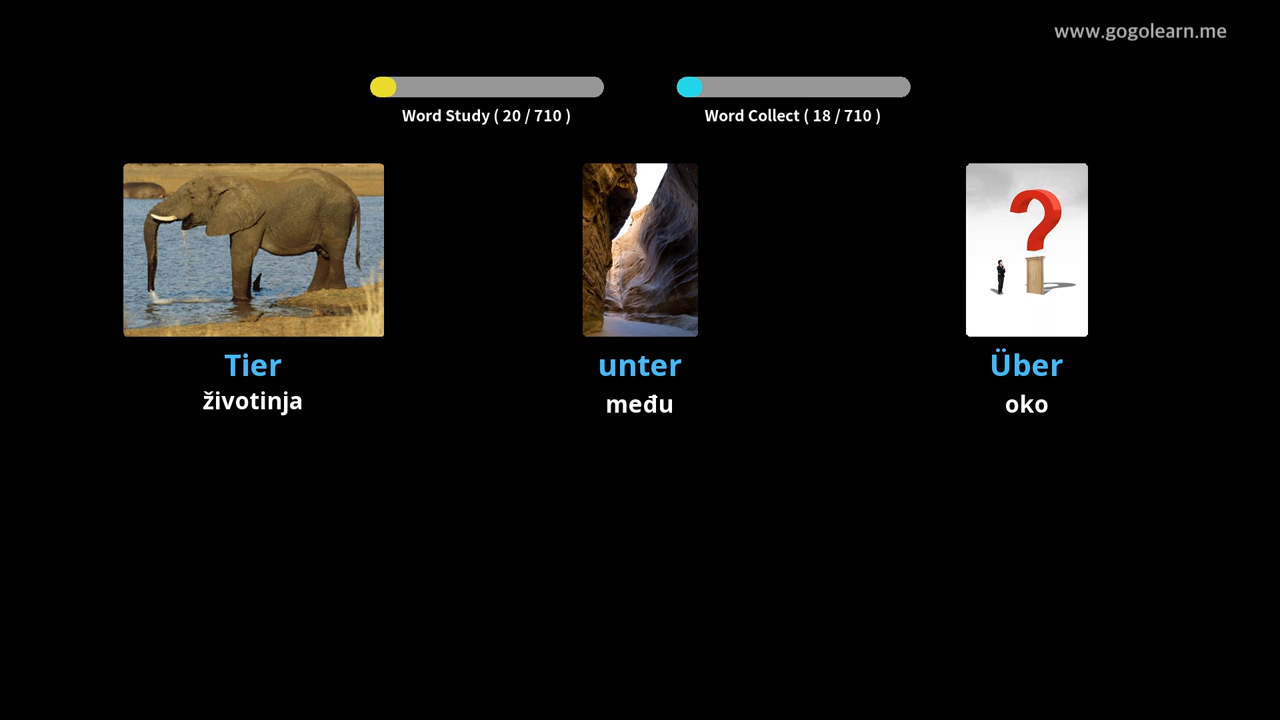 www.gogolearn.me
Word Study ( 20 / 710 )
Word Collect ( 18 / 710 )
Tier
životinja
unter
među
Über
oko